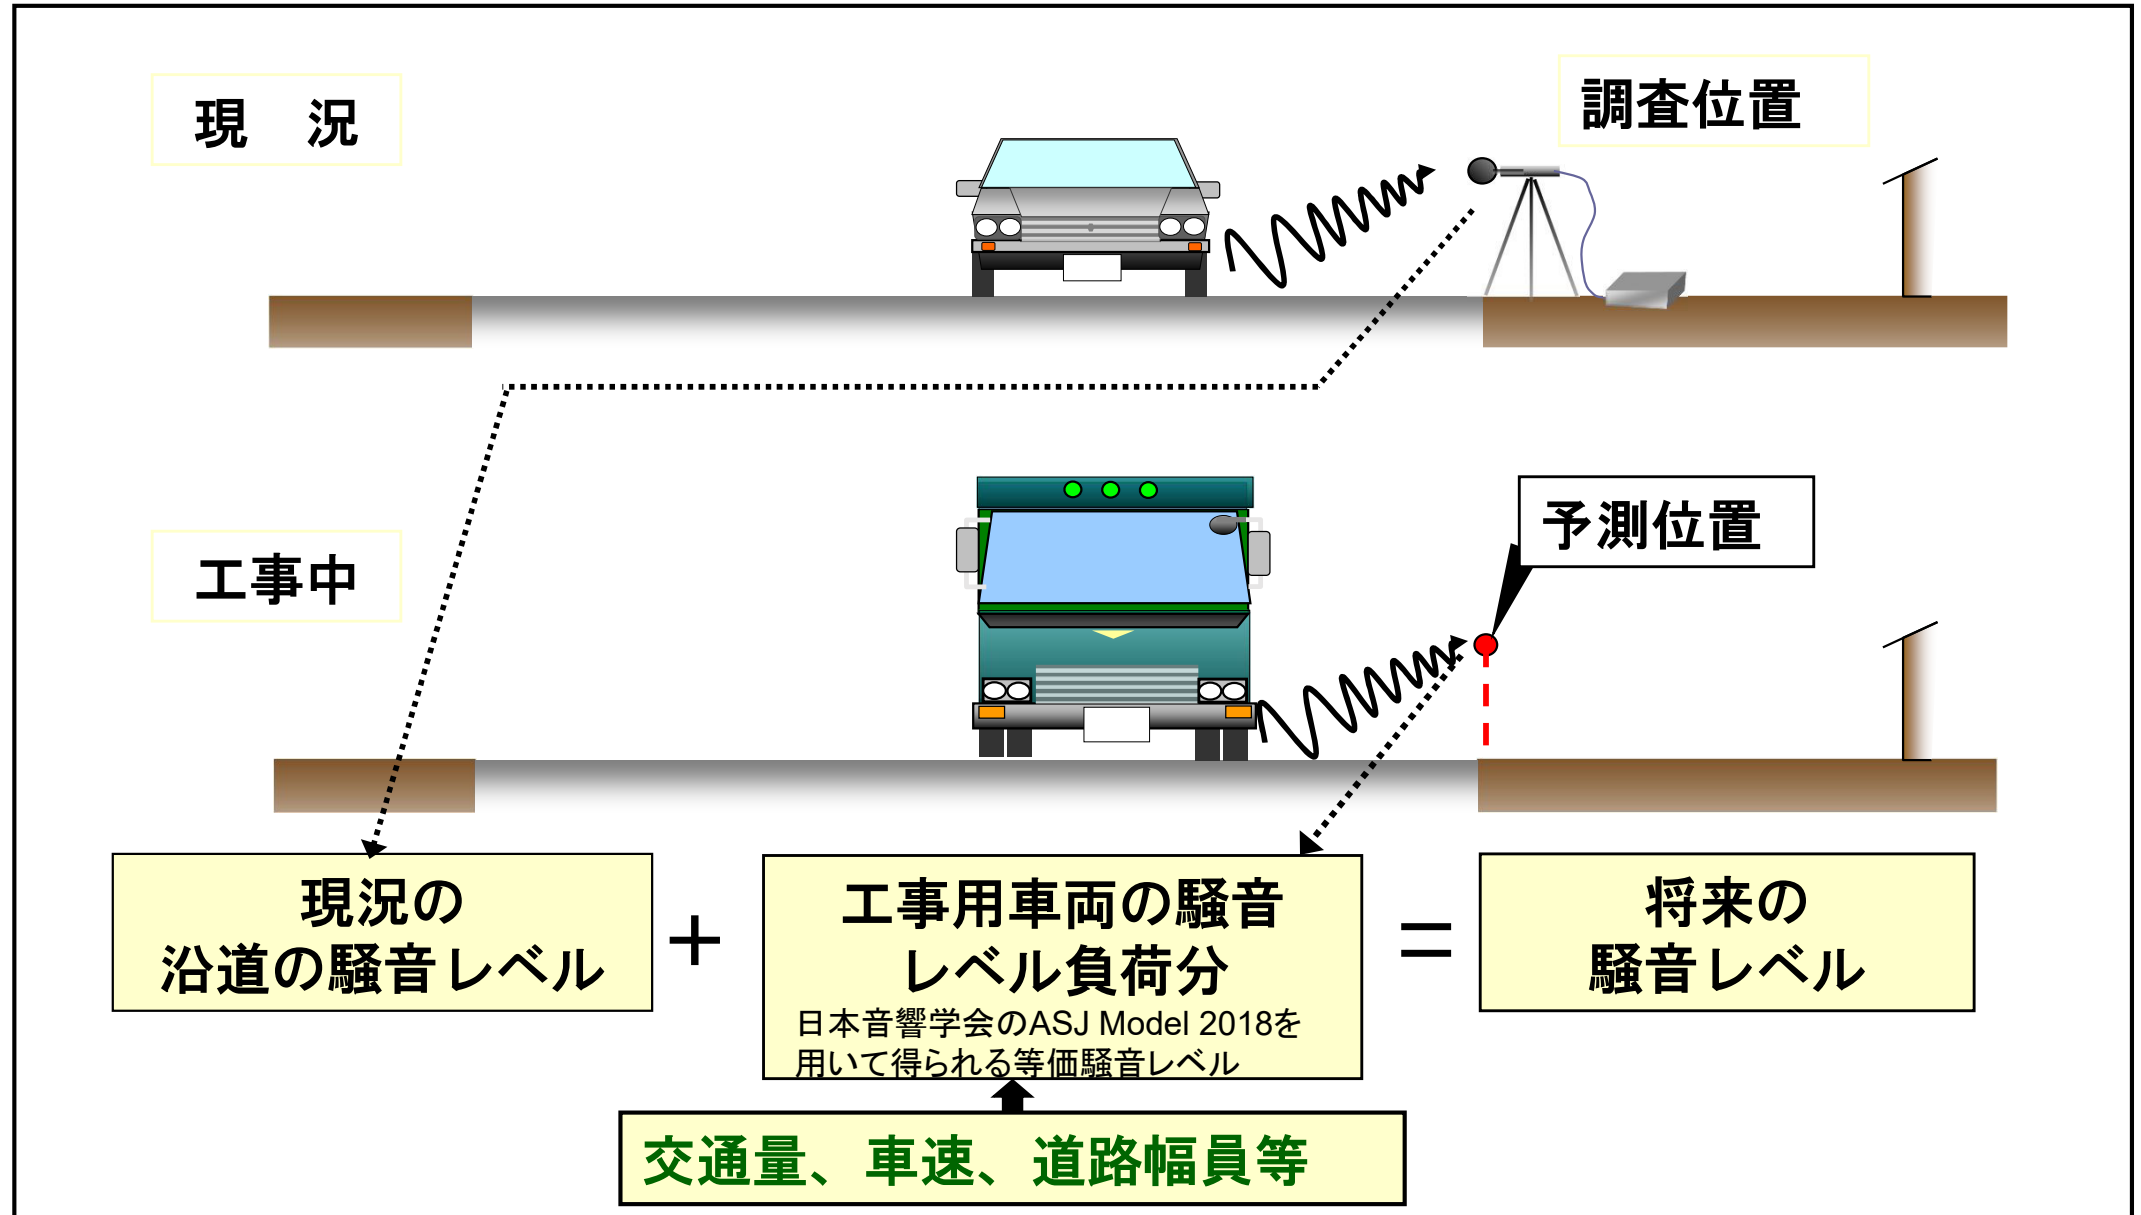 現　況
調査位置
工事中
予測位置
現況の
沿道の騒音レベル
＋
工事用車両の騒音
レベル負荷分
日本音響学会のASJ Model 2018を
用いて得られる等価騒音レベル
＝
将来の
騒音レベル
交通量、車速、道路幅員等